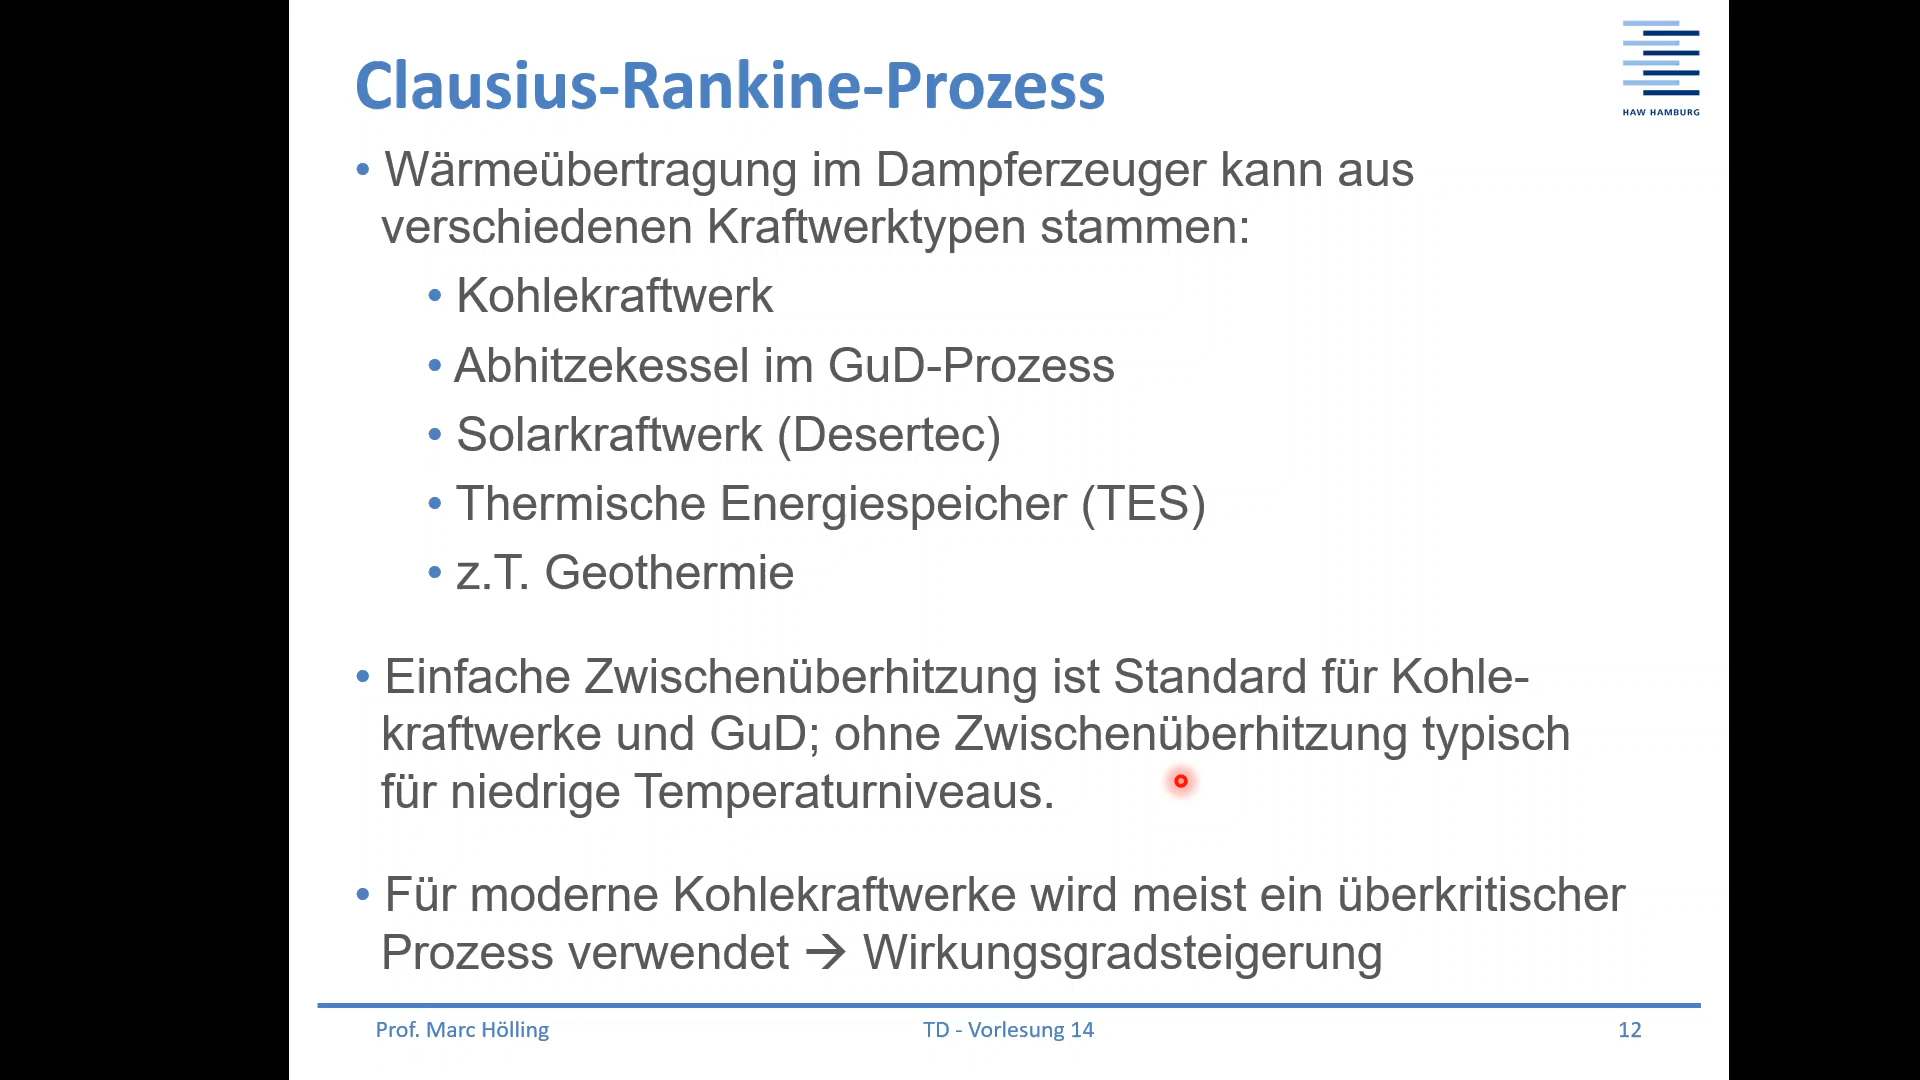 Clausius-Rankine-Prozess
HAW HAMBURG
• Wärmeübertragung im Dampferzeuger kann aus
verschiedenen Kraftwerktypen stammen:
• Kohlekraftwerk
• Abhitzekessel im GuD-Prozess
• Solarkraftwerk (Desertec)
• Thermische Energiespeicher (TES)
• z.T. Geothermie
• Einfache Zwischenüberhitzung ist Standard für Kohle-
kraftwerke und GuD; ohne Zwischenüberhitzung typisch
für niedrige Temperaturniveaus.
• Für moderne Kohlekraftwerke wird meist ein überkritischer
Prozess verwendet → Wirkungsgradsteigerung
Prof. Marc Hölling
TD - Vorlesung 14
12